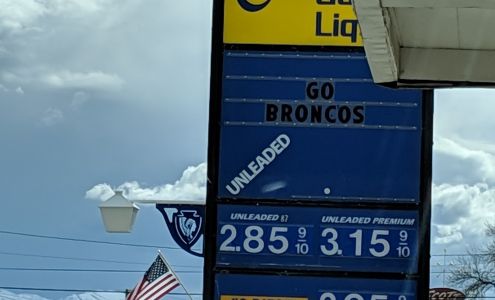 Liq
GO
BRONCOS
UNLEADED
UNLEADED 87
UNLEADED PREMIUM
2.85 9/10
3.15 9/10